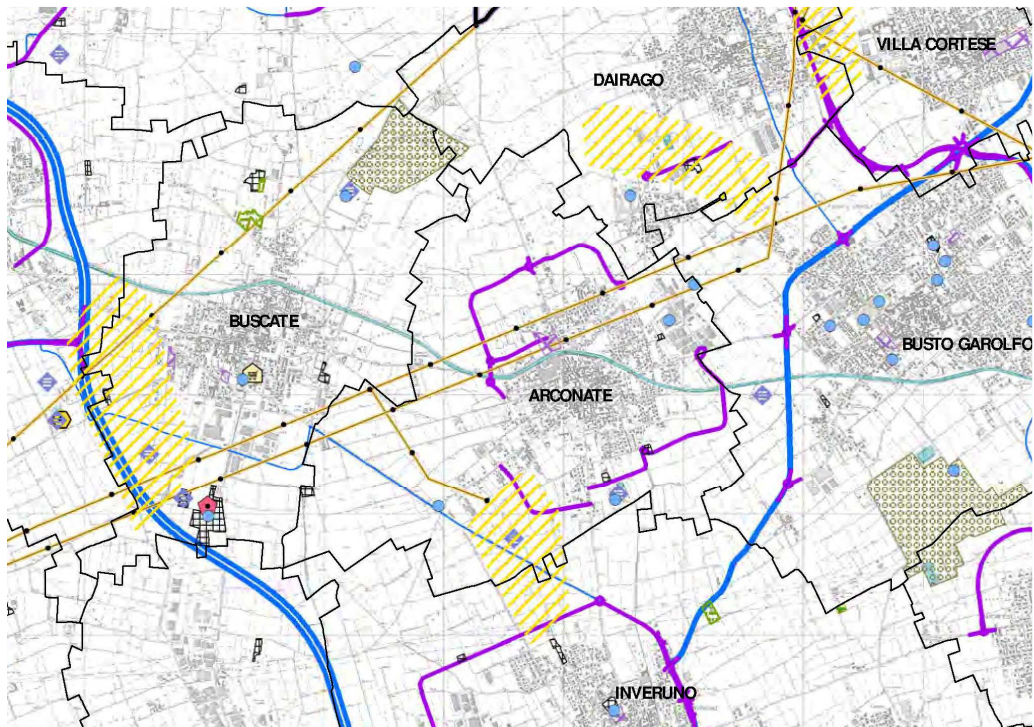 VILLA CORTESE
DAIRAGO
BUSCATE
BUSTO GAROLFO
ARCONATE
INVERUNO